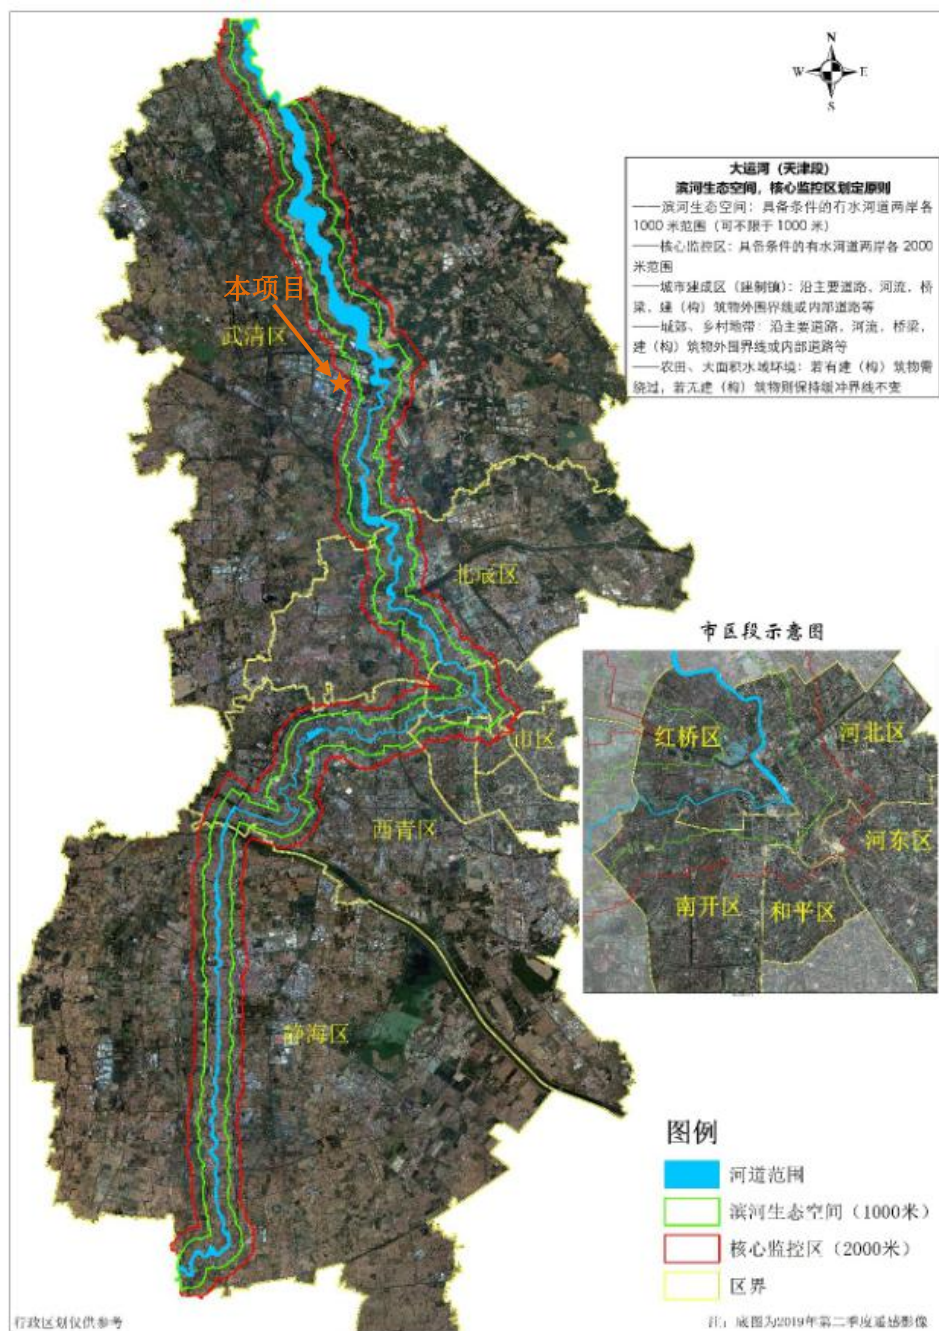 N
W
E
S
大运河（天津段）
滨河生态空间，核心监控区划定原则
——滨河生态空间：具备条件的有水河道两岸各
1000 米范围（可不限于 1000 米）
——核心监控区：具备条件的有水河道两岸各 2000
米范围
——城市建成区（建制镇）：沿主要道路，河流，桥
梁，建（构）筑物外围界线或内部道路等
——城郊、乡村地带：沿主要道路，河流，桥梁，
建（构）筑物外围界线或内部道路等
——农田、大面积水域环境：若有建（构）筑物需
绕过，若无建（构）筑物则保持缓冲界线不变
本项目
武清区
北辰区
市区段示意图
红桥区
河北区
市区
西青区
河东区
南开区
和平区
静海区
图例
河道范围
滨河生态空间（1000米）
核心监控区（2000米）
区界
行政区划仅供参考
注：底图为2019年第二季度遥感影像